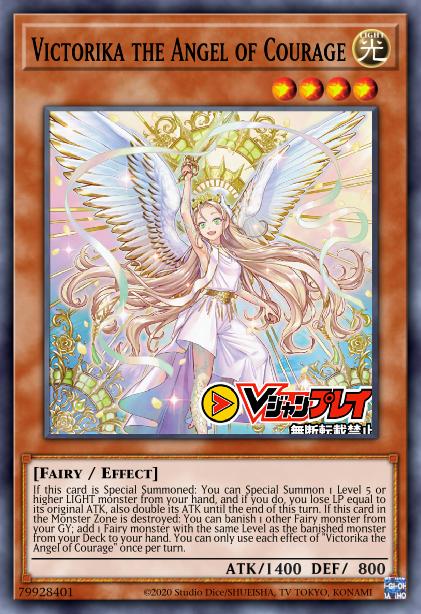 VICTORIKA THE ANGEL OF COURAGE
LIGHT
光
Vジャンプレイ
無断転載禁止
[FAIRY / EFFECT]
If this card is Special Summoned: You can Special Summon 1 Level 5 or
higher LIGHT monster from your hand, and if you do, you lose LP equal to
its original ATK, also double its ATK until the end of this turn. If this card in
the Monster Zone is destroyed: You can banish 1 other Fairy monster from
your GY; add 1 Fairy monster with the same Level as the banished monster
from your Deck to your hand. You can only use each effect of "Victorika the
Angel of Courage" once per turn.
ATK/1400 DEF/ 800
79928401
©2020 Studio Dice/SHUEISHA, TV TOKYO, KONAMI